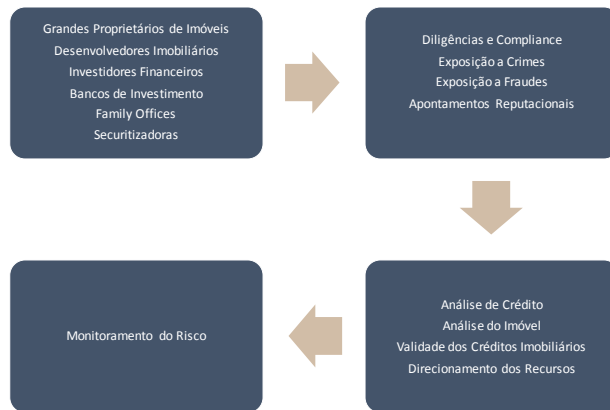 Grandes Proprietários de Imóveis
Desenvolvedores Imobiliários
Investidores Financeiros
Bancos de Investimento
Family Offices
Securitizadoras
Diligências e Compliance
Exposição a Crimes
Exposição a Fraudes
Apontamentos Reputacionais
Análise de Crédito
Análise do Imóvel
Validade dos Créditos Imobiliários
Direcionamento dos Recursos
Monitoramento do Risco